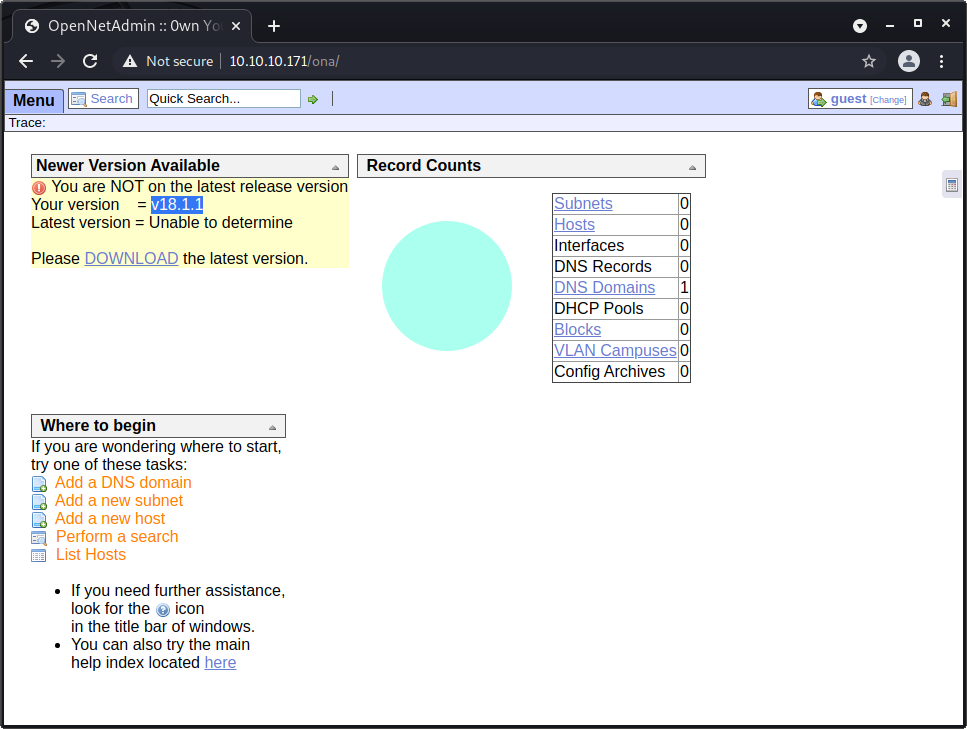 OpenNetAdmin :: 0wn Yo
Not secure 10.10.10.171/ona/
Menu Search Quick Search... guest [Change]
Trace:
Newer Version Available
You are NOT on the latest release version
Your version = v18.1.1
Latest version = Unable to determine
Please DOWNLOAD the latest version.
Record Counts
Subnets 0
Hosts 0
Interfaces 0
DNS Records 0
DNS Domains 1
DHCP Pools 0
Blocks 0
VLAN Campuses 0
Config Archives 0
Where to begin
If you are wondering where to start,
try one of these tasks:
Add a DNS domain
Add a new subnet
Add a new host
Perform a search
List Hosts
• If you need further assistance,
look for the ? icon
in the title bar of windows.
• You can also try the main
help index located here